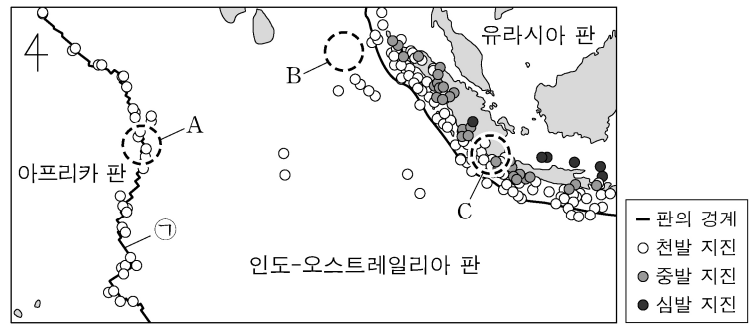 유라시아 판
B
A
아프리카 판
C
㉠
인도-오스트레일리아 판
판의 경계
천발 지진
중발 지진
심발 지진